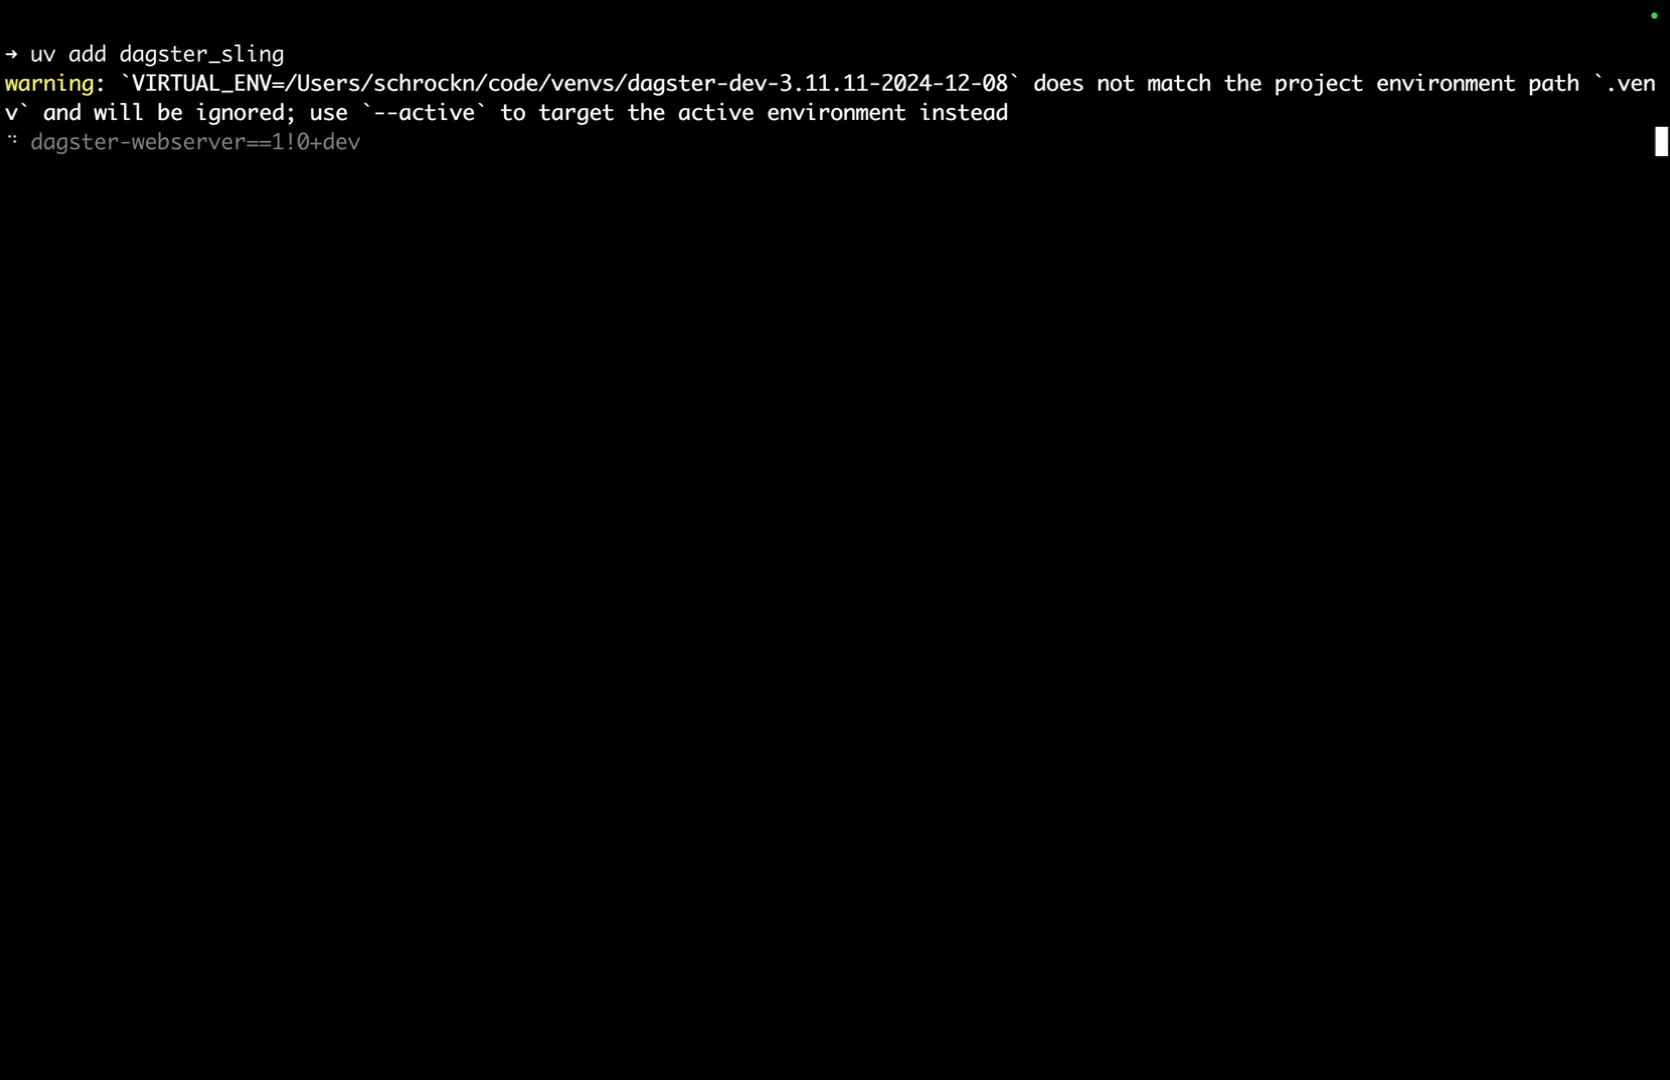 → uv add dagster_sling
warning: `VIRTUAL_ENV=/Users/schrockn/code/venvs/dagster-dev-3.11.11-2024-12-08` does not match the project environment path `.ven
v` and will be ignored; use `--active` to target the active environment instead
⠙ dagster-webserver==1!0+dev